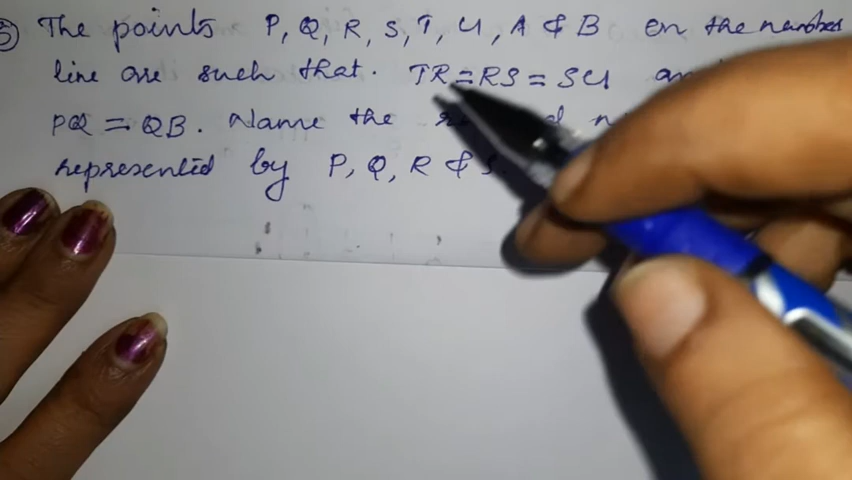 5) The points P, Q, R, S, T, U, A & B on the number
line are such that. TR = RS = SU
PQ = QB. Name the
represented by P, Q, R & S.